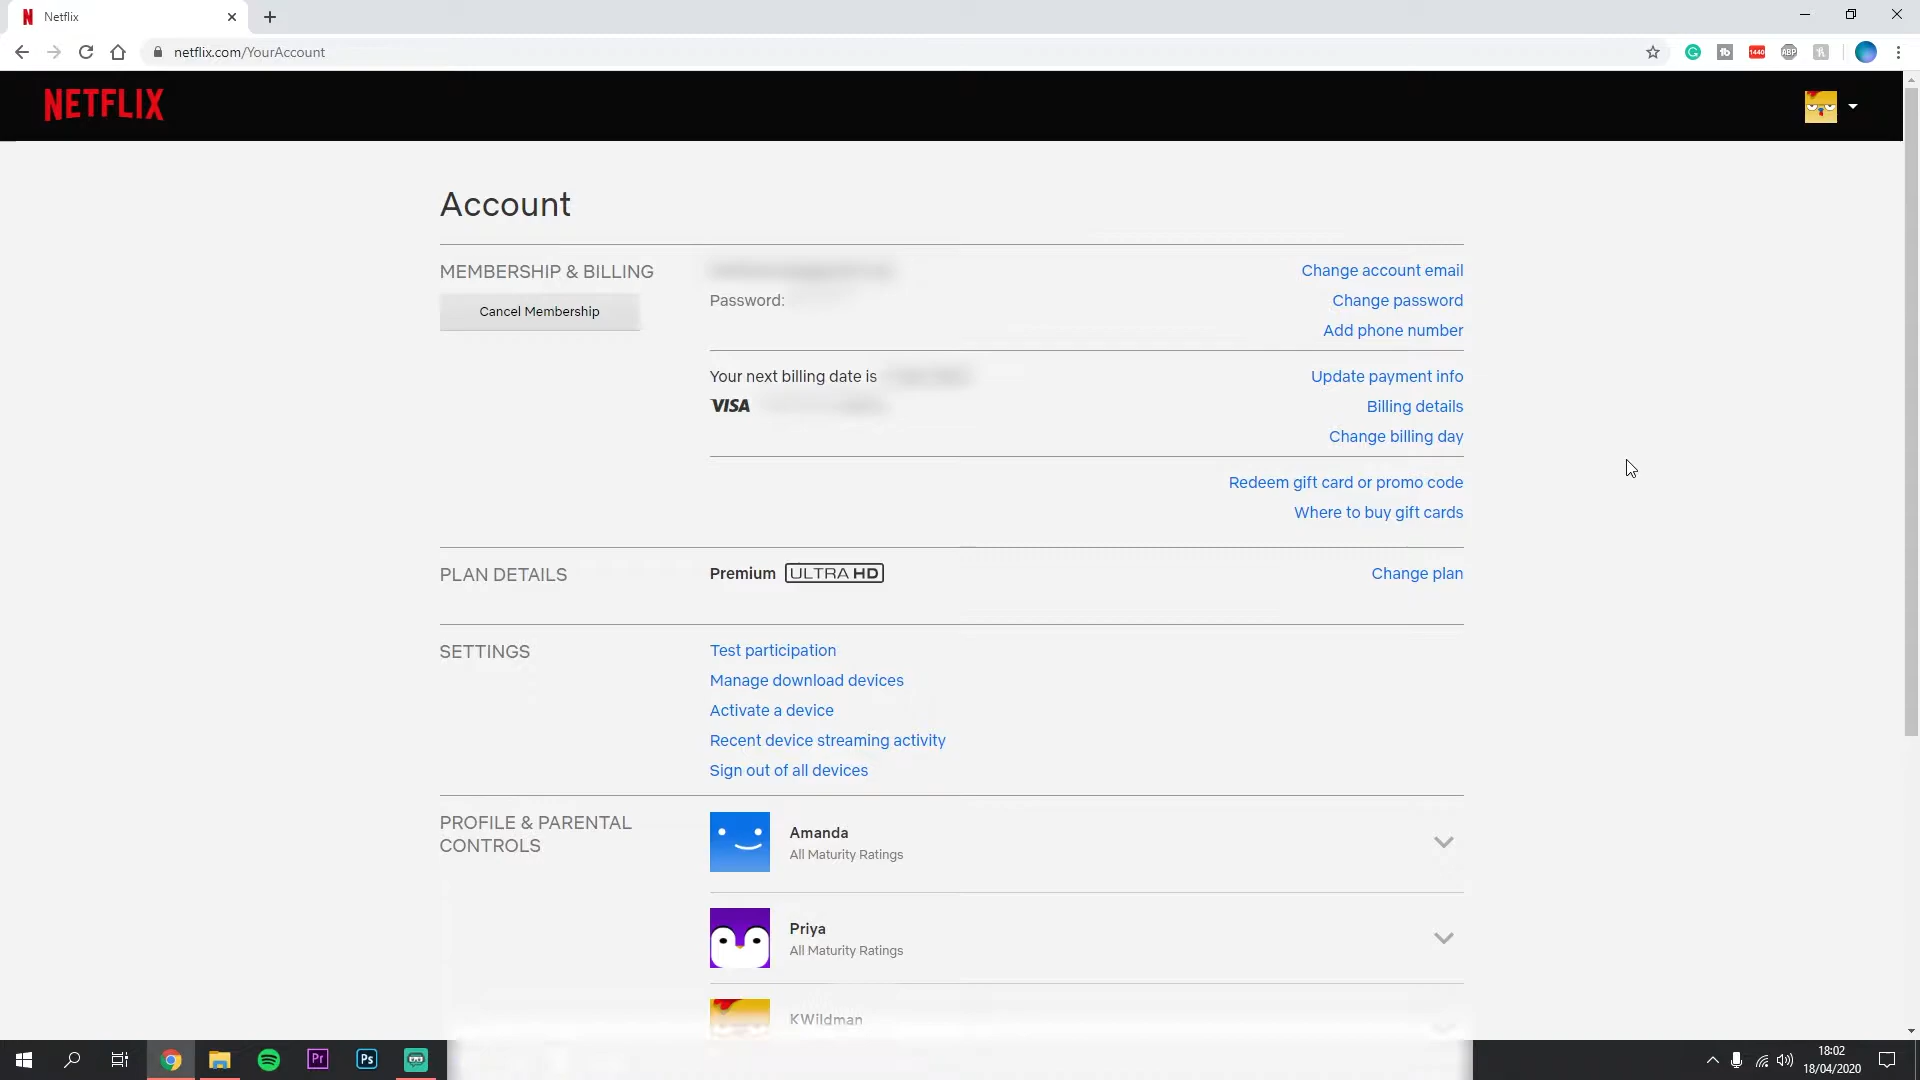 Netflix
netflix.com/YourAccount
1440
ABP
NETFLIX
Account
MEMBERSHIP & BILLING
Cancel Membership
Password:
Change account email
Change password
Add phone number
Your next billing date is
VISA
Update payment info
Billing details
Change billing day
Redeem gift card or promo code
Where to buy gift cards
PLAN DETAILS
Premium ULTRA HD
Change plan
SETTINGS
Test participation
Manage download devices
Activate a device
Recent device streaming activity
Sign out of all devices
PROFILE & PARENTAL
CONTROLS
Amanda
All Maturity Ratings
Priya
All Maturity Ratings
KWildman
Pr
Ps
18:02
18/04/2020